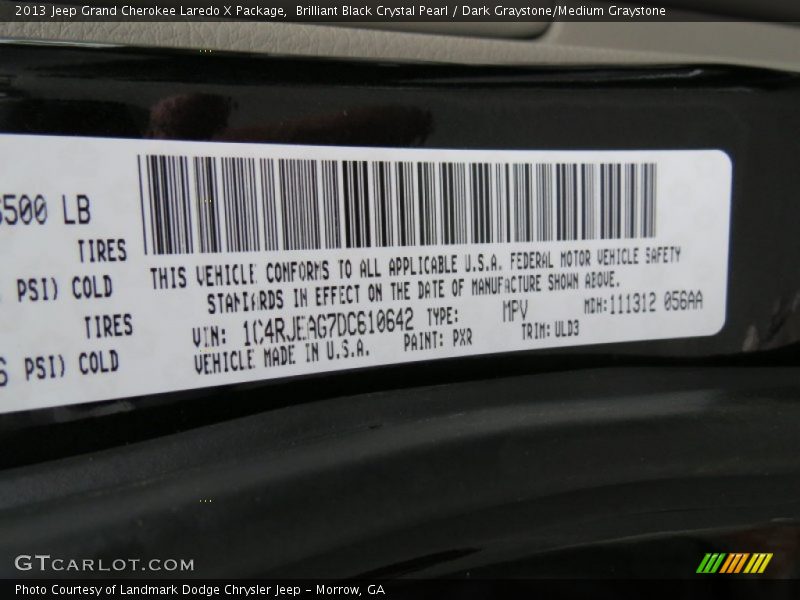 2013 Jeep Grand Cherokee Laredo X Package, Brilliant Black Crystal Pearl / Dark Graystone/Medium Graystone
6500 LB
TIRES
PSI) COLD
TIRES
PSI) COLD
THIS VEHICLE CONFORMS TO ALL APPLICABLE U.S.A. FEDERAL MOTOR VEHICLE SAFETY
STANDARDS IN EFFECT ON THE DATE OF MANUFACTURE SHOWN ABOVE.
VIN: 1C4RJEAG7DC610642 TYPE: MPV MDH:111312 056AA
VEHICLE MADE IN U.S.A. PAINT: PXR TRIM: ULD3
GTCARLOT.COM
Photo Courtesy of Landmark Dodge Chrysler Jeep - Morrow, GA